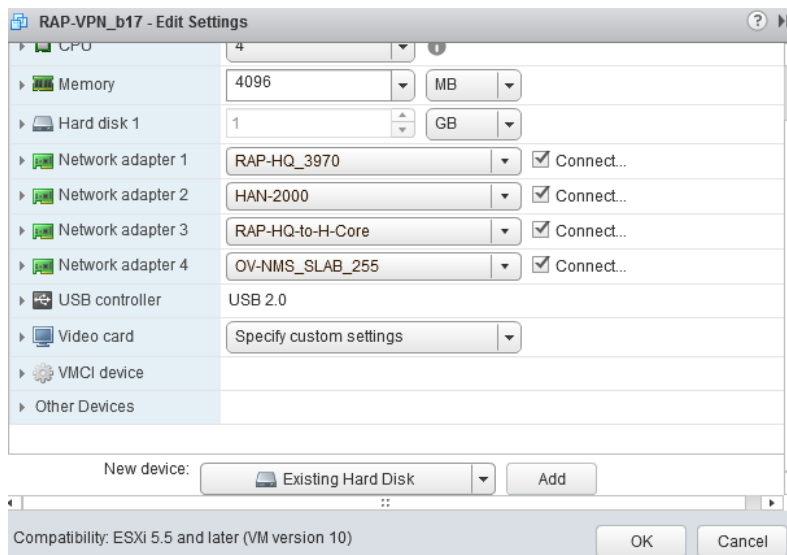 RAP-VPN_b17 - Edit Settings ?
CPU 4
Memory 4096 MB
Hard disk 1 1 GB
Network adapter 1 RAP-HQ_3970 Connect...
Network adapter 2 HAN-2000 Connect...
Network adapter 3 RAP-HQ-to-H-Core Connect...
Network adapter 4 OV-NMS_SLAB_255 Connect...
USB controller USB 2.0
Video card Specify custom settings
VMCI device
Other Devices
New device: Existing Hard Disk Add
Compatibility: ESXi 5.5 and later (VM version 10) OK Cancel